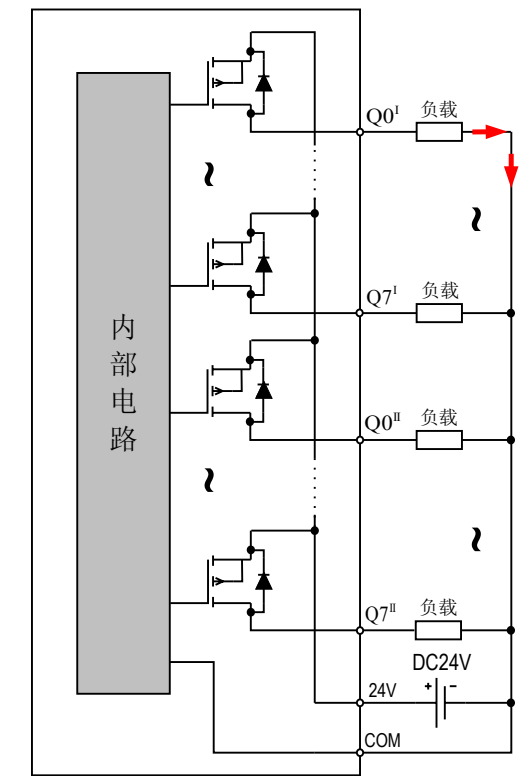 Q0ᴵ 负载
Q7ᴵ 负载
内部电路
Q0ᴵᴵ 负载
Q7ᴵᴵ 负载
DC24V
24V + -
COM